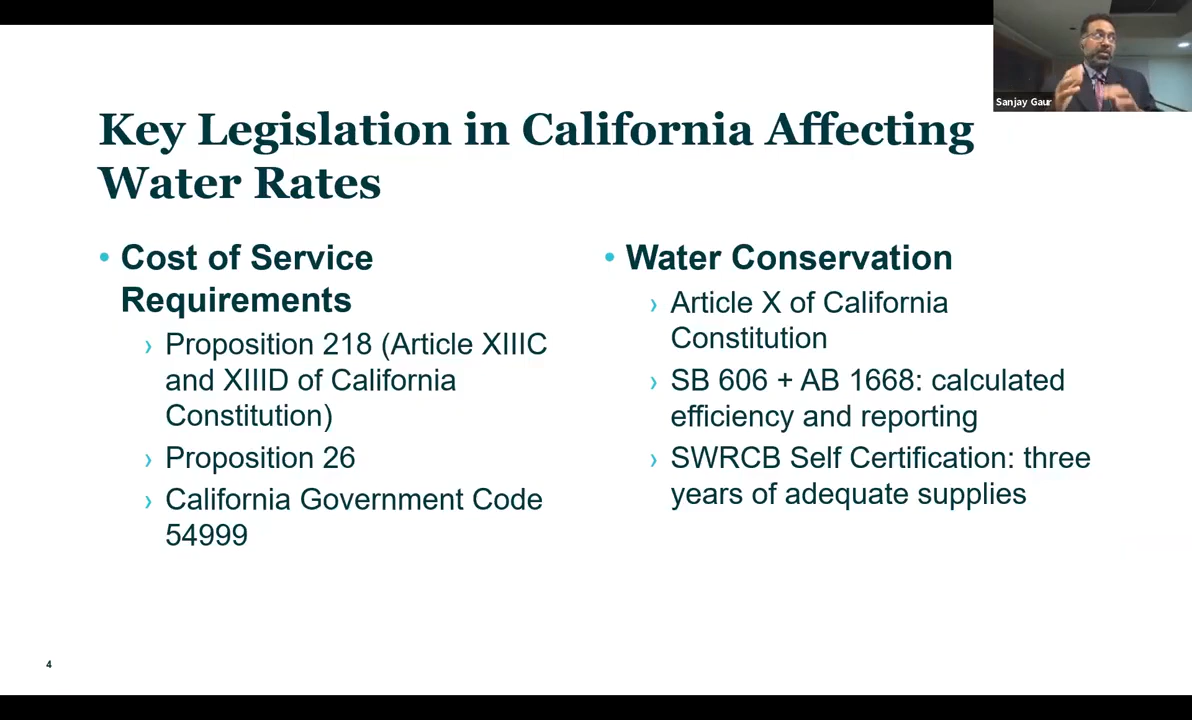 Sanjay Gaur
Key Legislation in California Affecting
Water Rates
• Cost of Service
Requirements
› Proposition 218 (Article XIIIC
and XIIID of California
Constitution)
› Proposition 26
› California Government Code
54999
• Water Conservation
› Article X of California
Constitution
› SB 606 + AB 1668: calculated
efficiency and reporting
› SWRCB Self Certification: three
years of adequate supplies
4